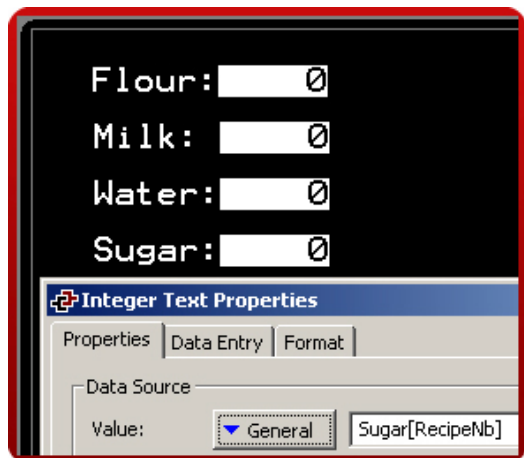 Flour: 0
Milk: 0
Water: 0
Sugar: 0
Integer Text Properties
Properties Data Entry Format
Data Source
Value: General Sugar[RecipeNb]